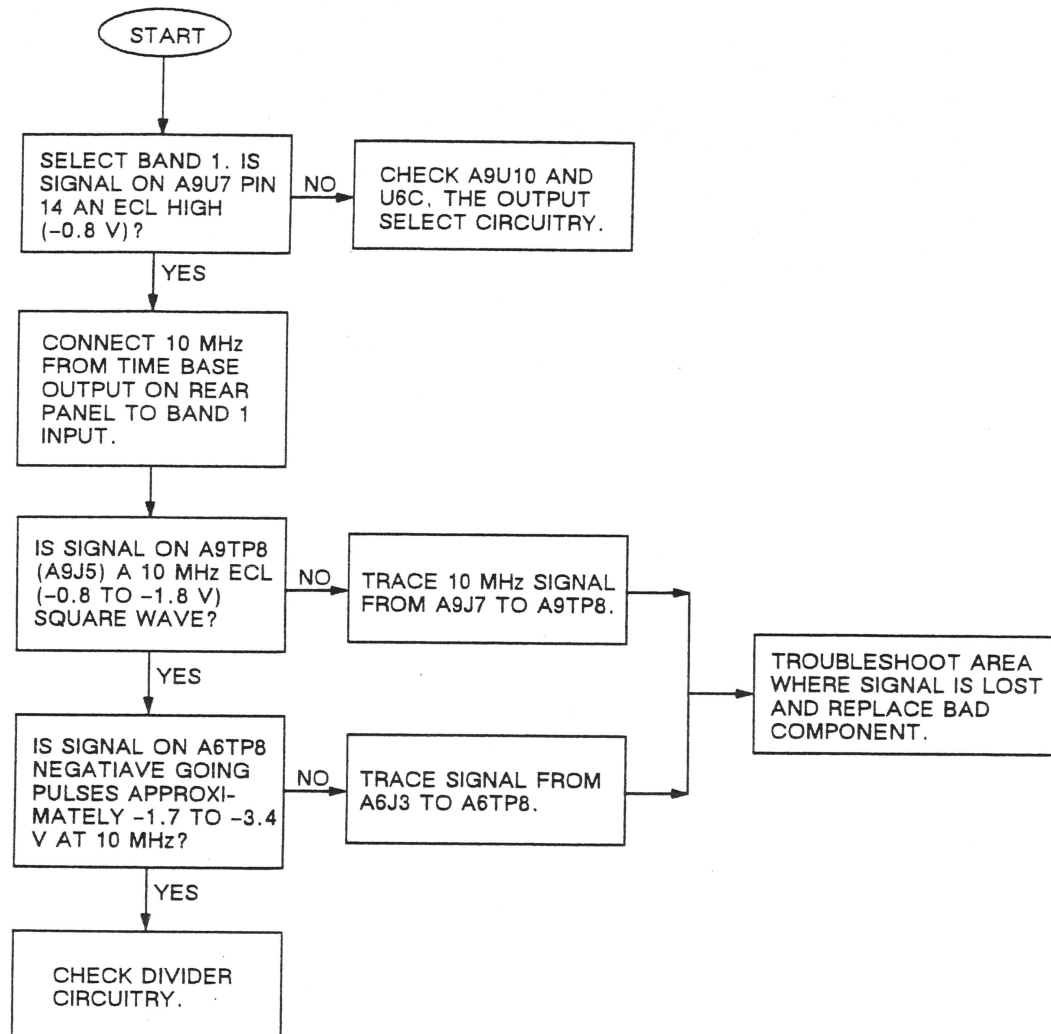 START
SELECT BAND 1. IS
SIGNAL ON A9U7 PIN
14 AN ECL HIGH
(-0.8 V)?
NO
CHECK A9U10 AND
U6C, THE OUTPUT
SELECT CIRCUITRY.
YES
CONNECT 10 MHz
FROM TIME BASE
OUTPUT ON REAR
PANEL TO BAND 1
INPUT.
IS SIGNAL ON A9TP8
(A9J5) A 10 MHz ECL
(-0.8 TO -1.8 V)
SQUARE WAVE?
NO
TRACE 10 MHz SIGNAL
FROM A9J7 TO A9TP8.
YES
TROUBLESHOOT AREA
WHERE SIGNAL IS LOST
AND REPLACE BAD
COMPONENT.
IS SIGNAL ON A6TP8
NEGATIAVE GOING
PULSES APPROXI-
MATELY -1.7 TO -3.4
V AT 10 MHz?
NO
TRACE SIGNAL FROM
A6J3 TO A6TP8.
YES
CHECK DIVIDER
CIRCUITRY.